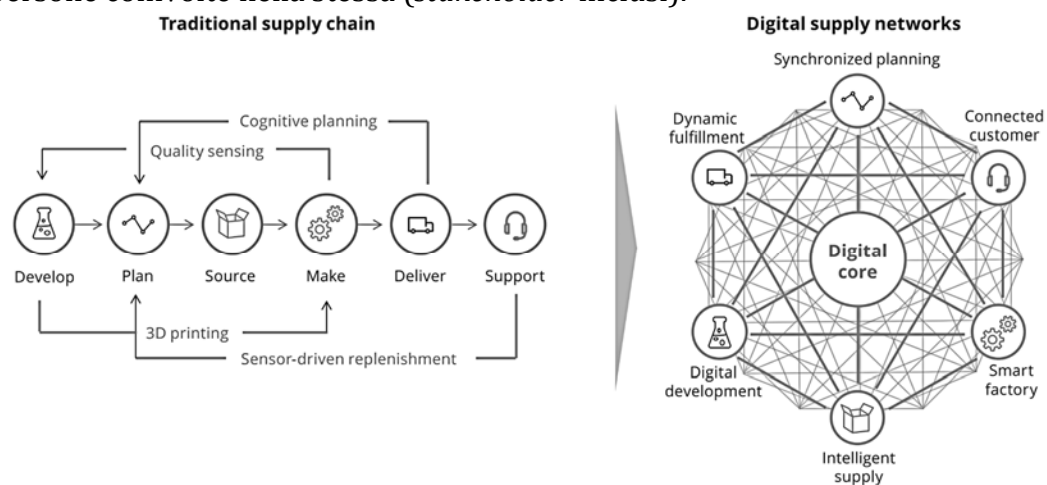 Traditional supply chain
Cognitive planning
Quality sensing
Develop
Plan
Source
Make
Deliver
Support
3D printing
Sensor-driven replenishment
Digital supply networks
Synchronized planning
Dynamic
fulfillment
Connected
customer
Digital
core
Digital
development
Smart
factory
Intelligent
supply